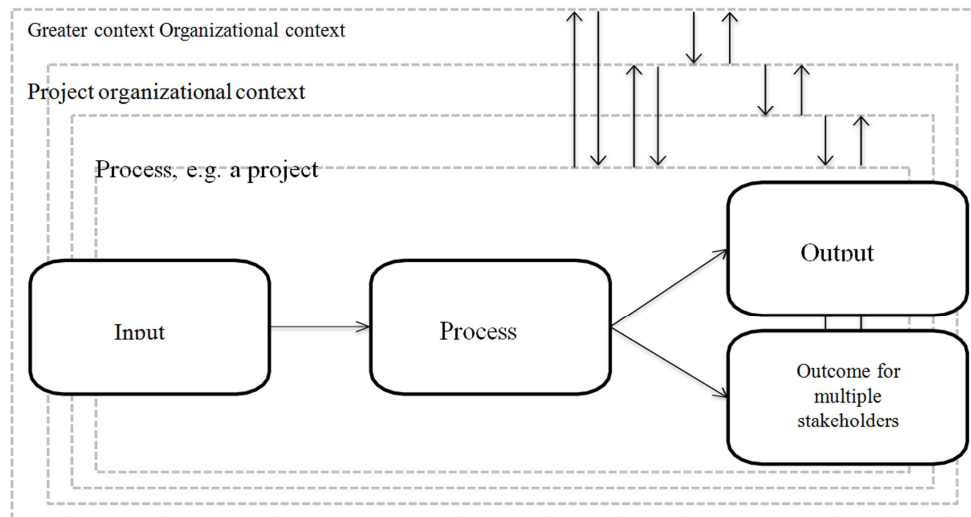 Greater context Organizational context
Project organizational context
Process, e.g. a project
Input
Process
Output
Outcome for
multiple
stakeholders